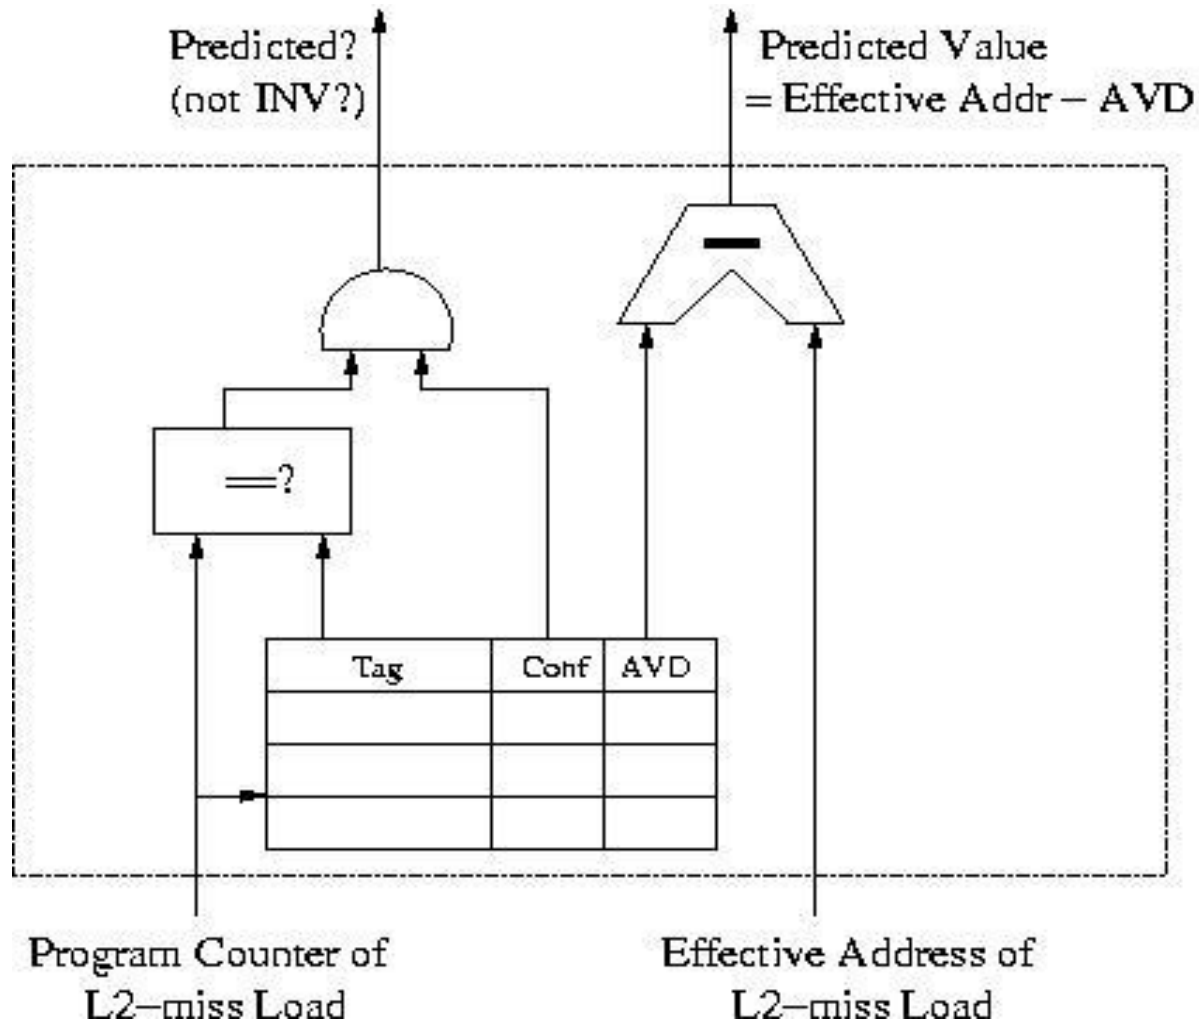 Predicted?
(not INV?)
Predicted Value
= Effective Addr − AVD
==?
Tag Conf AVD
Program Counter of
L2−miss Load
Effective Address of
L2−miss Load